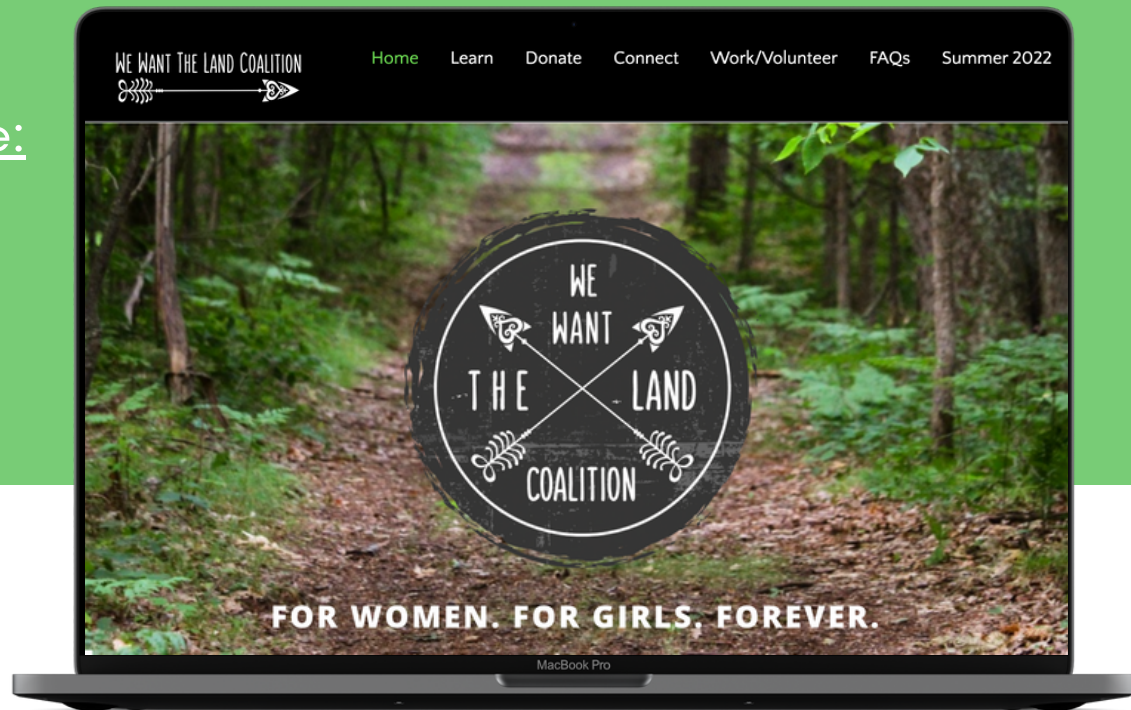 e:
WE WANT THE LAND COALITION
Home Learn Donate Connect Work/Volunteer FAQs Summer 2022
WE
WANT
THE LAND
COALITION
FOR WOMEN. FOR GIRLS. FOREVER.
MacBook Pro